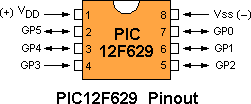 (+) VDD 1 8 Vss (–)
GP5 2 PIC 7 GP0
GP4 3 12F629 6 GP1
GP3 4 5 GP2
PIC12F629 Pinout